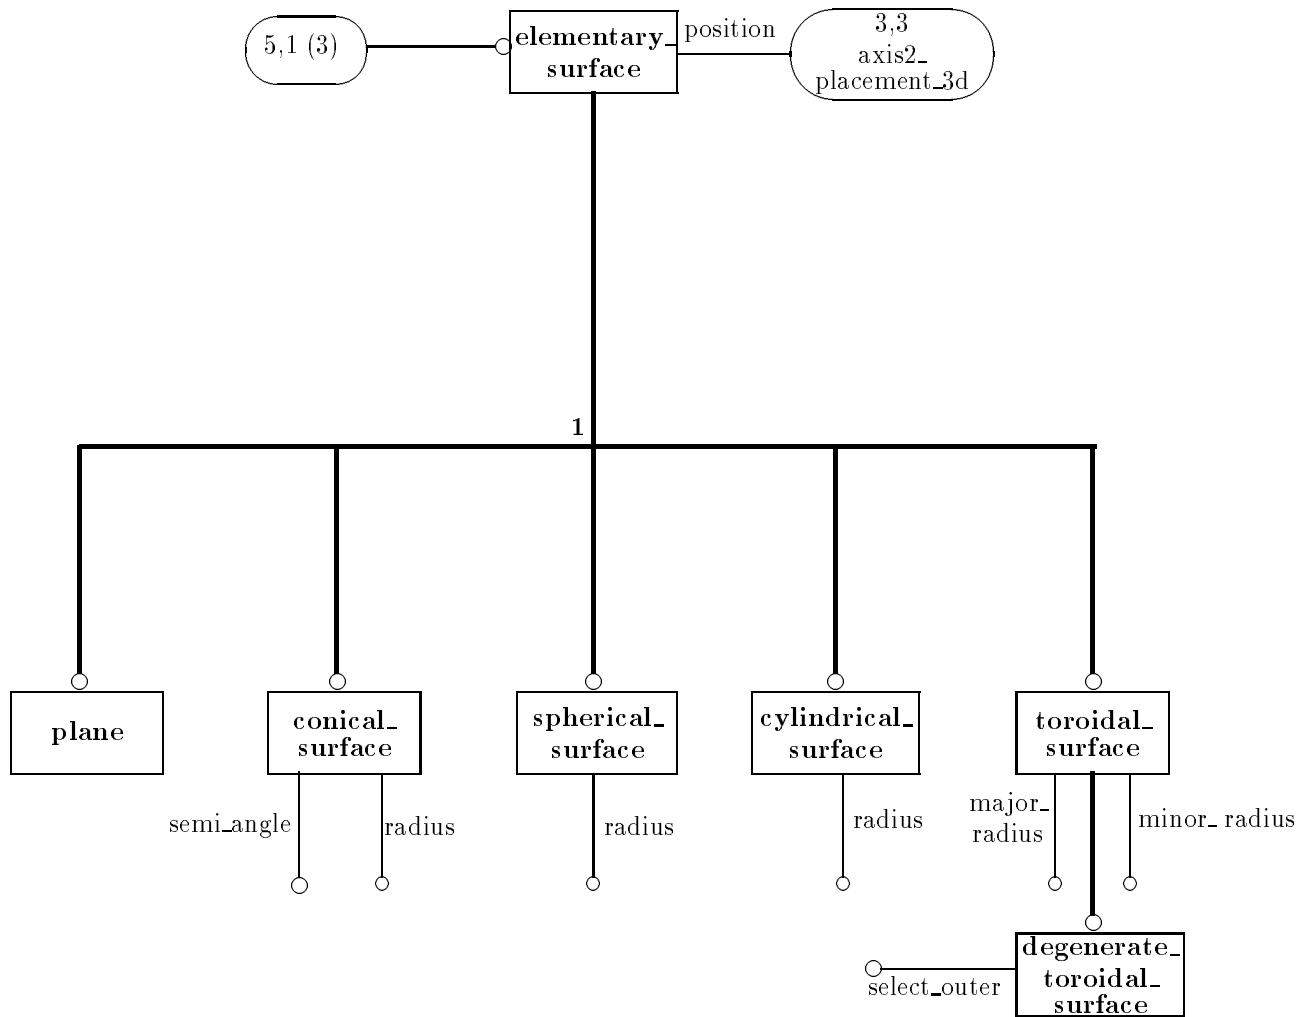 5,1 (3)
elementary_
surface
position
3,3
axis2_
placement_3d
1
plane
conical_
surface
spherical_
surface
cylindrical_
surface
toroidal_
surface
semi_angle
radius
radius
radius
major_
radius
minor_ radius
degenerate_
toroidal_
surface
select_outer